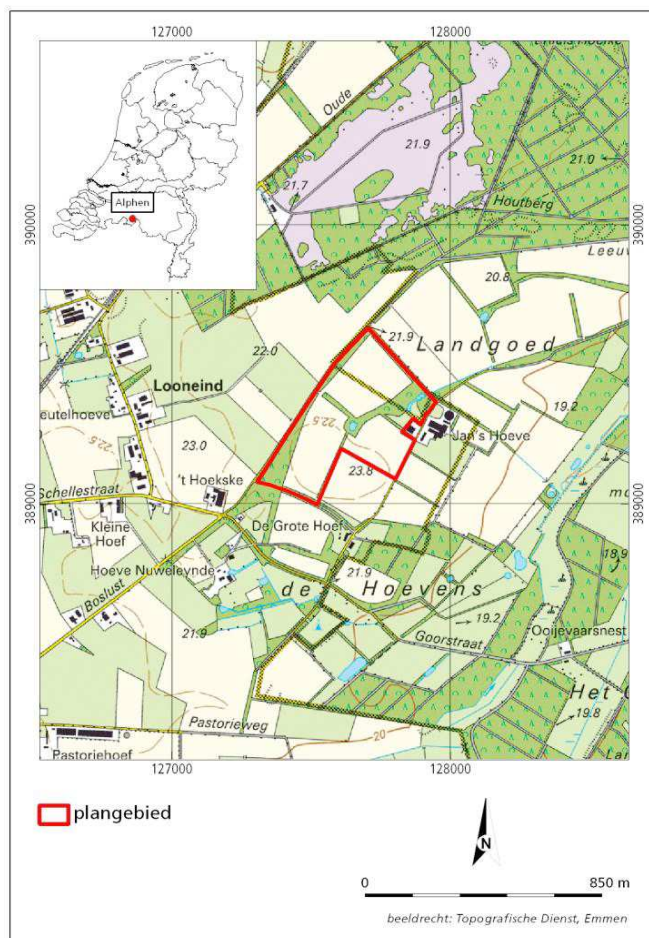 127000
128000
Oude
21.9
21.0
21.7
Alphen
Houtberg
390000
390000
Leeuw
20.8
21.9
Landgoed
22.0
Looneind
19.2
eutelhoeve
22.5
22.5
Jan's Hoeve
23.0
23.8
't Hoekske
Schellestraat
389000
389000
De Grote Hoef
Kleine
Hoef
Hoeve Nuweleynde
21.9
18.9
de Hoevens
Boslust
19.2
Ooijevaarsnest
21.9
Goorstraat
Het
19.8
Pastorieweg
20
Pastoriehoef
127000
128000
plangebied
N
0
850 m
beeldrecht: Topografische Dienst, Emmen